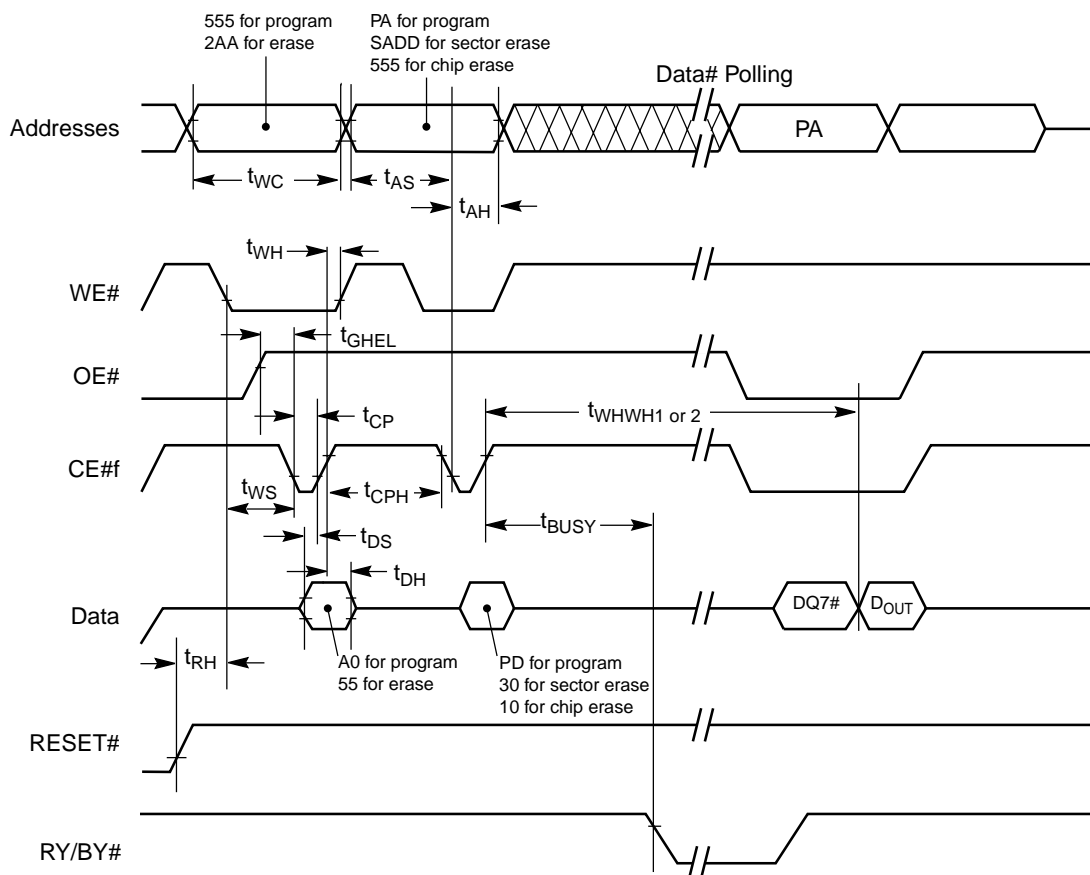 555 for program
2AA for erase
PA for program
SADD for sector erase
555 for chip erase
Data# Polling
Addresses
PA
tWC
tAS
tAH
tWH
WE#
tGHEL
OE#
tCP
tWHWH1 or 2
CE#f
tWS
tCPH
tBUSY
tDS
tDH
Data
DQ7#
DOUT
tRH
A0 for program
55 for erase
PD for program
30 for sector erase
10 for chip erase
RESET#
RY/BY#